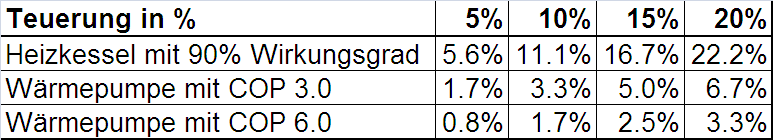 Teuerung in % 5% 10% 15% 20%
Heizkessel mit 90% Wirkungsgrad 5.6% 11.1% 16.7% 22.2%
Wärmepumpe mit COP 3.0 1.7% 3.3% 5.0% 6.7%
Wärmepumpe mit COP 6.0 0.8% 1.7% 2.5% 3.3%